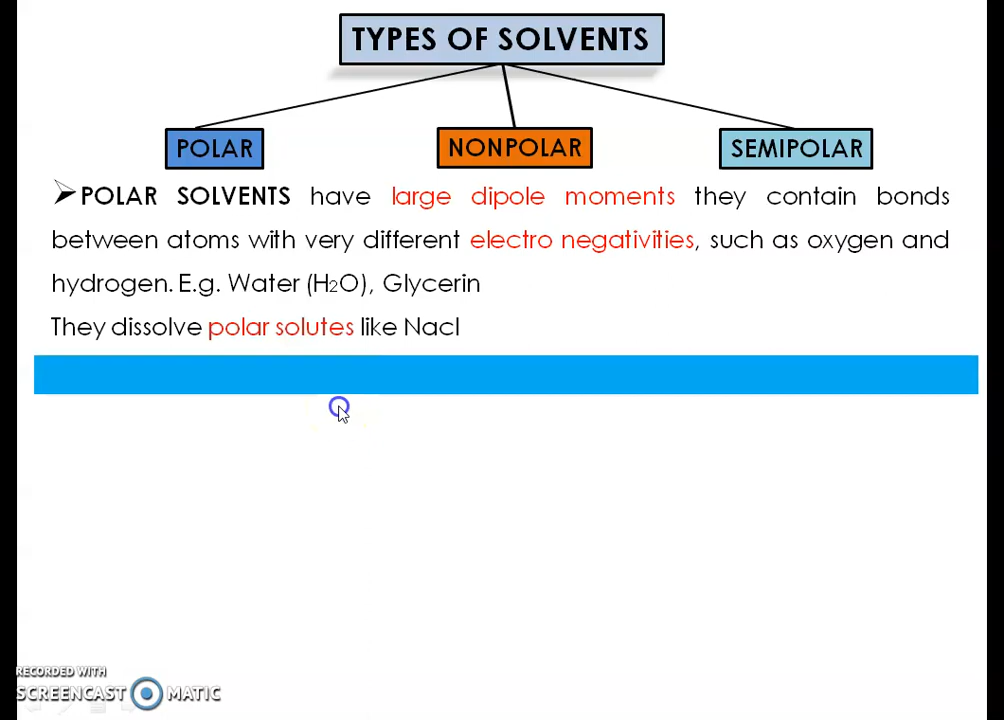 TYPES OF SOLVENTS
POLAR
NONPOLAR
SEMIPOLAR
POLAR SOLVENTS have large dipole moments they contain bonds
between atoms with very different electro negativities, such as oxygen and
hydrogen. E.g. Water (H₂O), Glycerin
They dissolve polar solutes like Nacl
RECORDED WITH
SCREENCAST MATIC